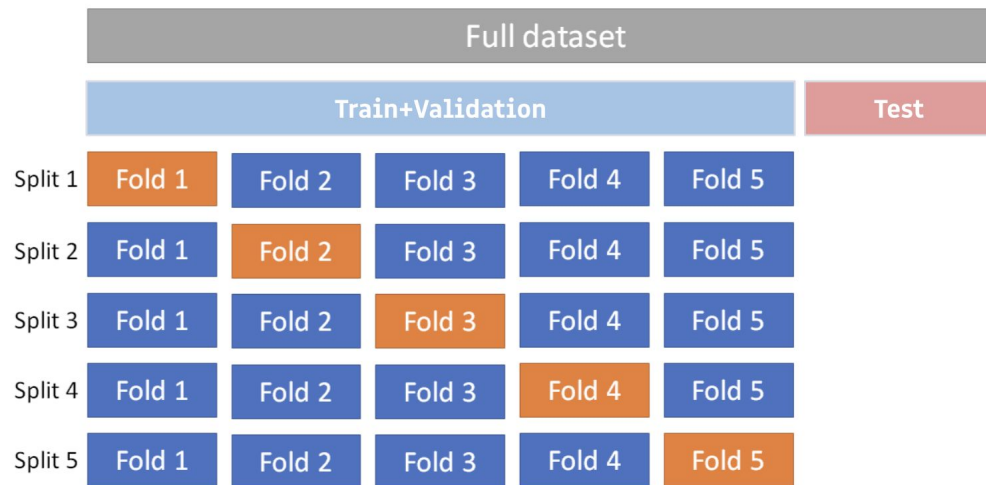 Full dataset
Train+Validation Test
Split 1 Fold 1 Fold 2 Fold 3 Fold 4 Fold 5
Split 2 Fold 1 Fold 2 Fold 3 Fold 4 Fold 5
Split 3 Fold 1 Fold 2 Fold 3 Fold 4 Fold 5
Split 4 Fold 1 Fold 2 Fold 3 Fold 4 Fold 5
Split 5 Fold 1 Fold 2 Fold 3 Fold 4 Fold 5